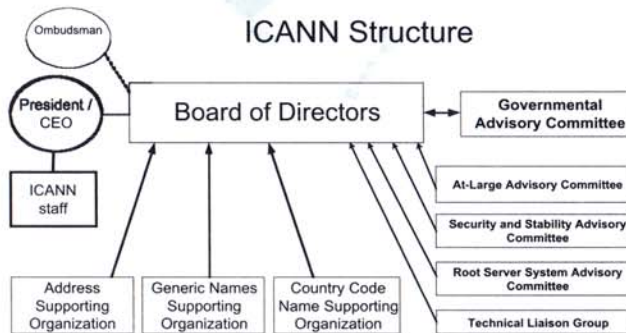 ICANN Structure
Ombudsman
President /
CEO
ICANN
staff
Board of Directors
Governmental
Advisory Committee
At-Large Advisory Committee
Security and Stability Advisory
Committee
Root Server System Advisory
Committee
Technical Liaison Group
Address
Supporting
Organization
Generic Names
Supporting
Organization
Country Code
Name Supporting
Organization